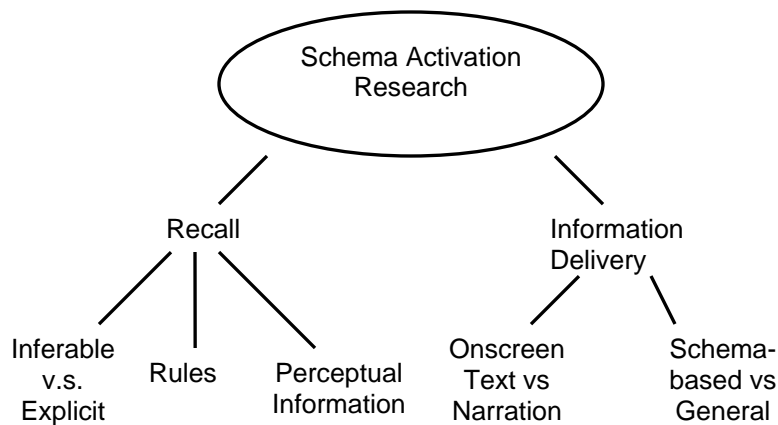 Schema Activation
Research
Recall
Information
Delivery
Inferable
v.s.
Explicit
Rules
Perceptual
Information
Onscreen
Text vs
Narration
Schema-
based vs
General